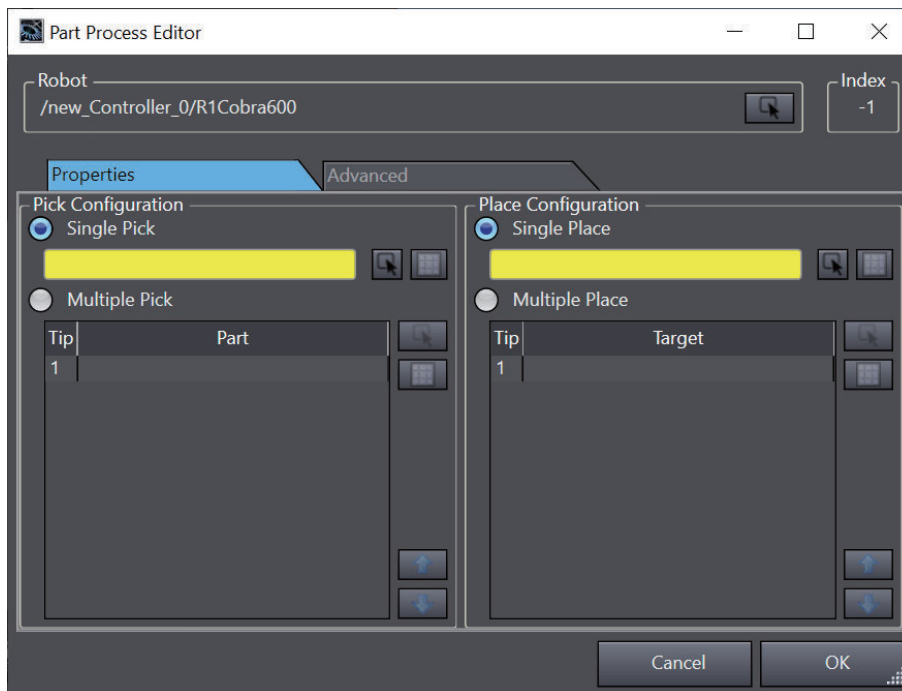 Part Process Editor
Robot
/new_Controller_0/R1Cobra600
Index
-1
Properties
Advanced
Pick Configuration
Single Pick
Multiple Pick
Tip Part
1
Place Configuration
Single Place
Multiple Place
Tip Target
1
Cancel
OK